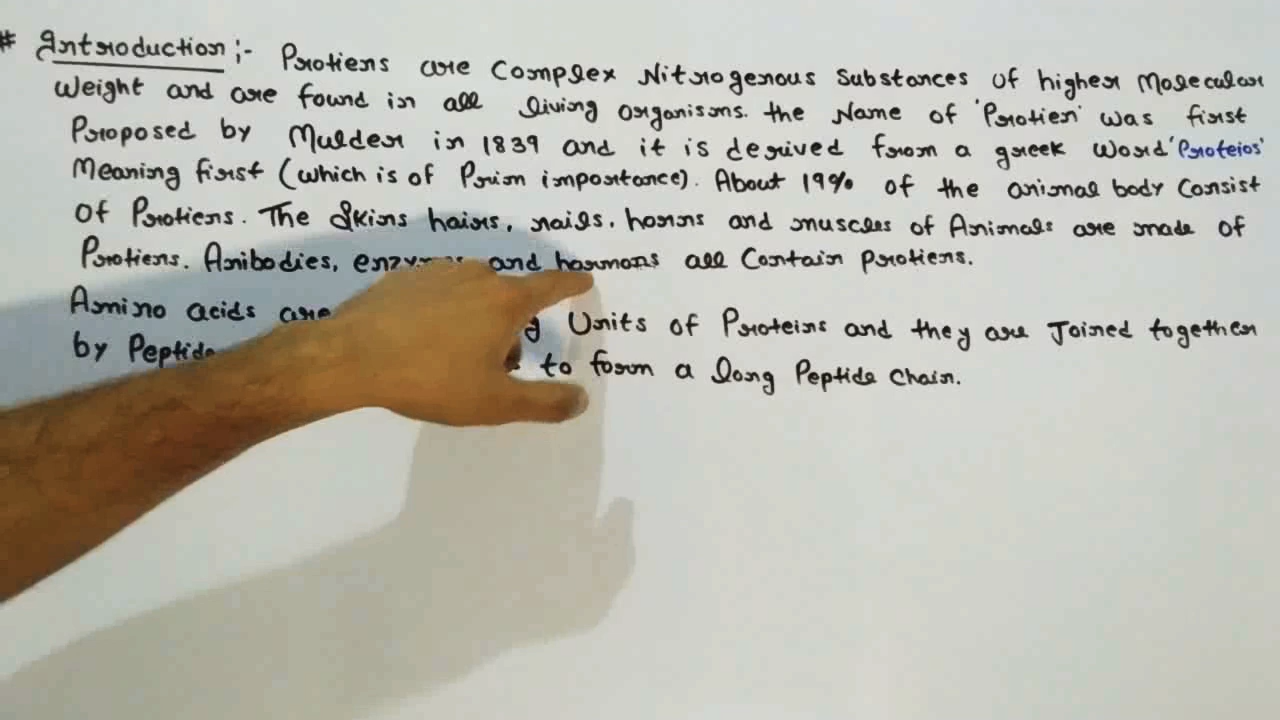 # Introduction :- Protiens are Complex Nitrogenous Substances of higher Molecular
Weight and are found in all living organisms. the Name of 'Protien' was first
Proposed by Mulder in 1839 and it is derived from a greek word 'Proteios'
Meaning first (which is of Prim importance). About 19% of the animal body Consist
of Protiens. The Skins hairs, nails, horns and muscles of Animals are made of
Protiens. Anibodies, enzymes and harmons all Contain protiens.
Amino acids are Units of Proteins and they are Joined together
by Peptide to form a long Peptide Chain.